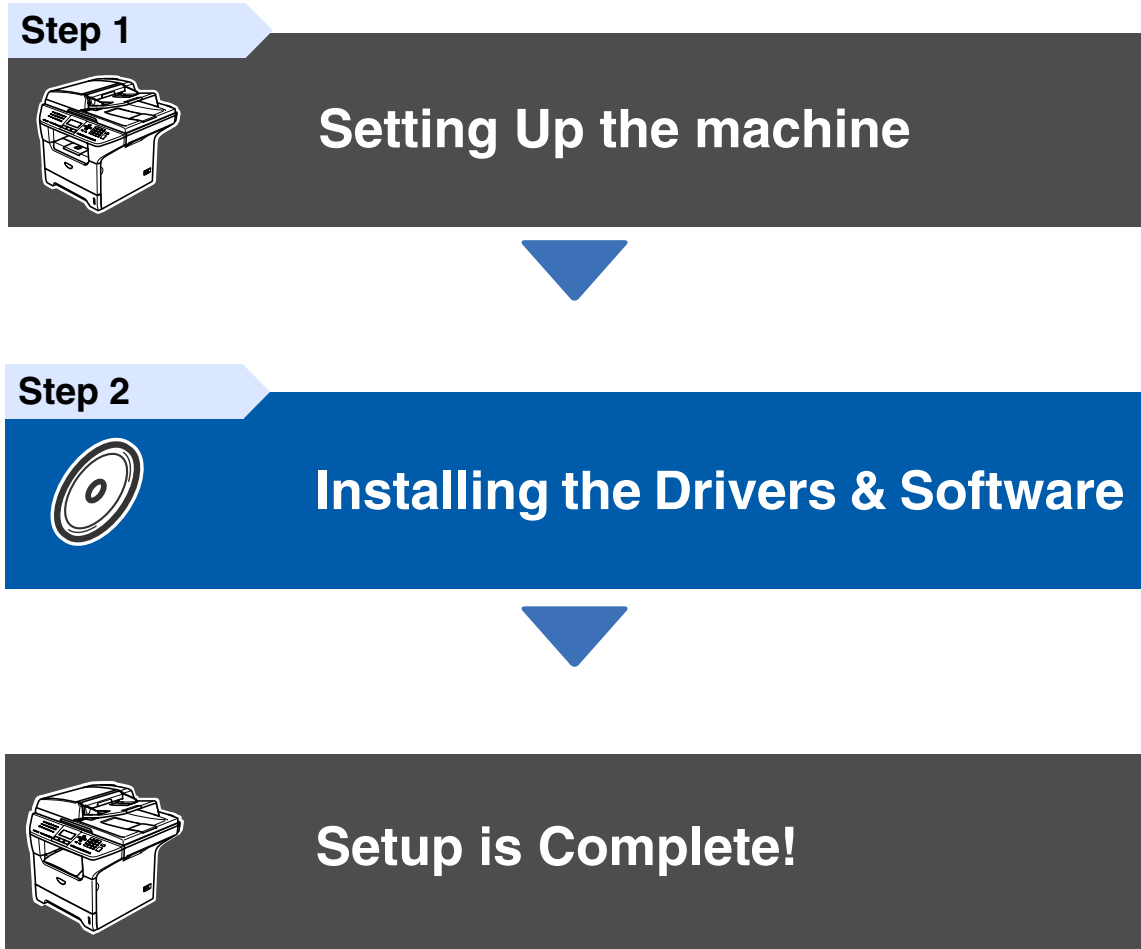 Step 1
Setting Up the machine
Step 2
Installing the Drivers & Software
Setup is Complete!